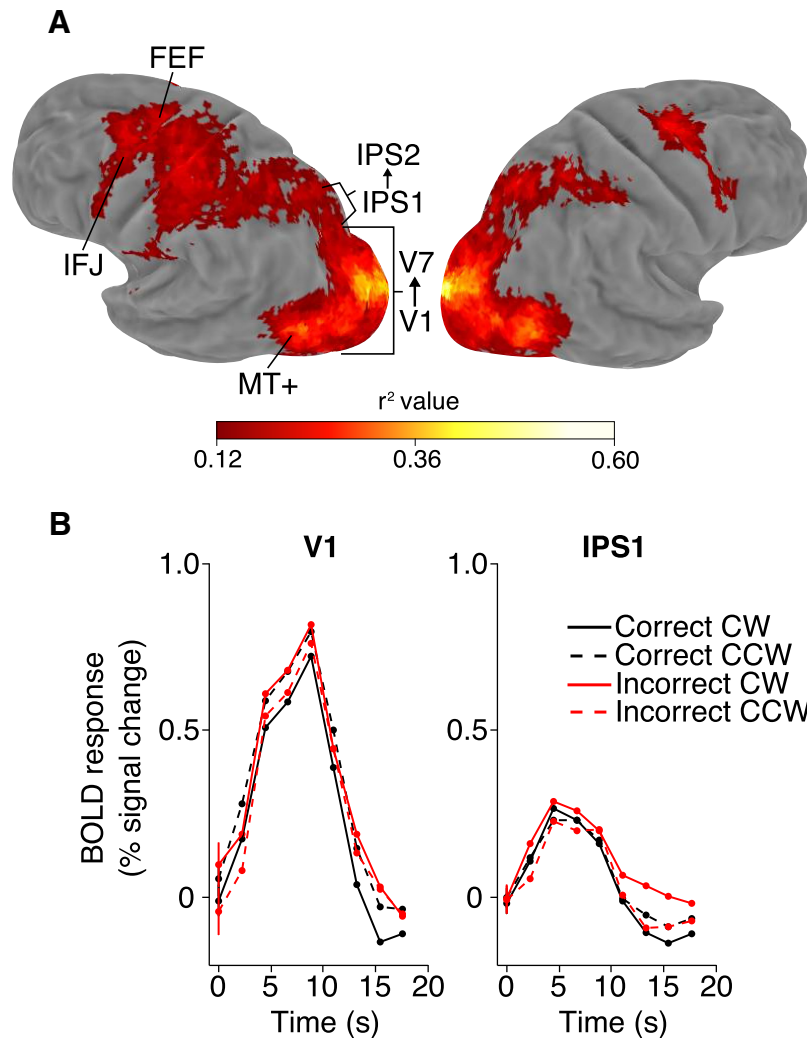 A
FEF
IPS2
IPS1
IFJ
V7
V1
MT+
r² value
0.12 0.36 0.60
B
V1 IPS1
1.0 1.0
Correct CW
Correct CCW
Incorrect CW
Incorrect CCW
0.5 0.5
BOLD response
(% signal change)
0 0
0 5 10 15 20 0 5 10 15 20
Time (s) Time (s)